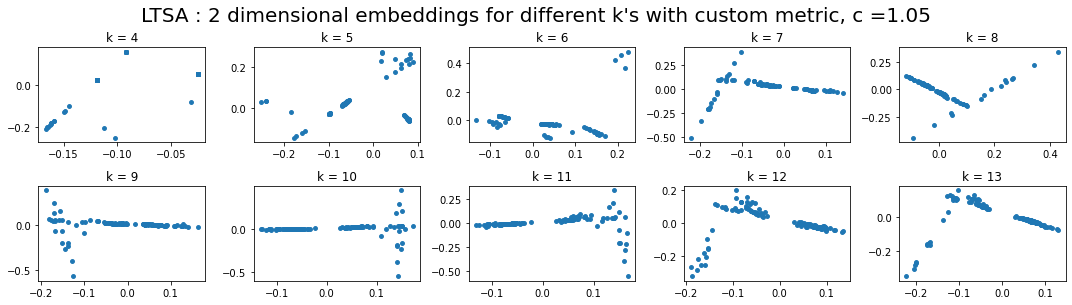 LTSA : 2 dimensional embeddings for different k's with custom metric, c =1.05
k = 4 k = 5 k = 6 k = 7 k = 8
0.0 0.2 0.4 0.50 0.25
−0.2 0.0 0.2 0.25 0.00
0.0 0.00 −0.25
−0.25
−0.50
−0.15 −0.10 −0.05 −0.2 −0.1 0.0 0.1 −0.1 0.0 0.1 0.2 −0.2 −0.1 0.0 0.1 0.0 0.2 0.4
k = 9 k = 10 k = 11 k = 12 k = 13
0.0 0.5 0.25 0.2 0.0
−0.5 0.0 0.00 0.0 −0.2
−0.5 −0.25 −0.2
−0.50
−0.2 −0.1 0.0 0.1 −0.1 0.0 0.1 −0.1 0.0 0.1 −0.2 −0.1 0.0 0.1 −0.2 −0.1 0.0 0.1